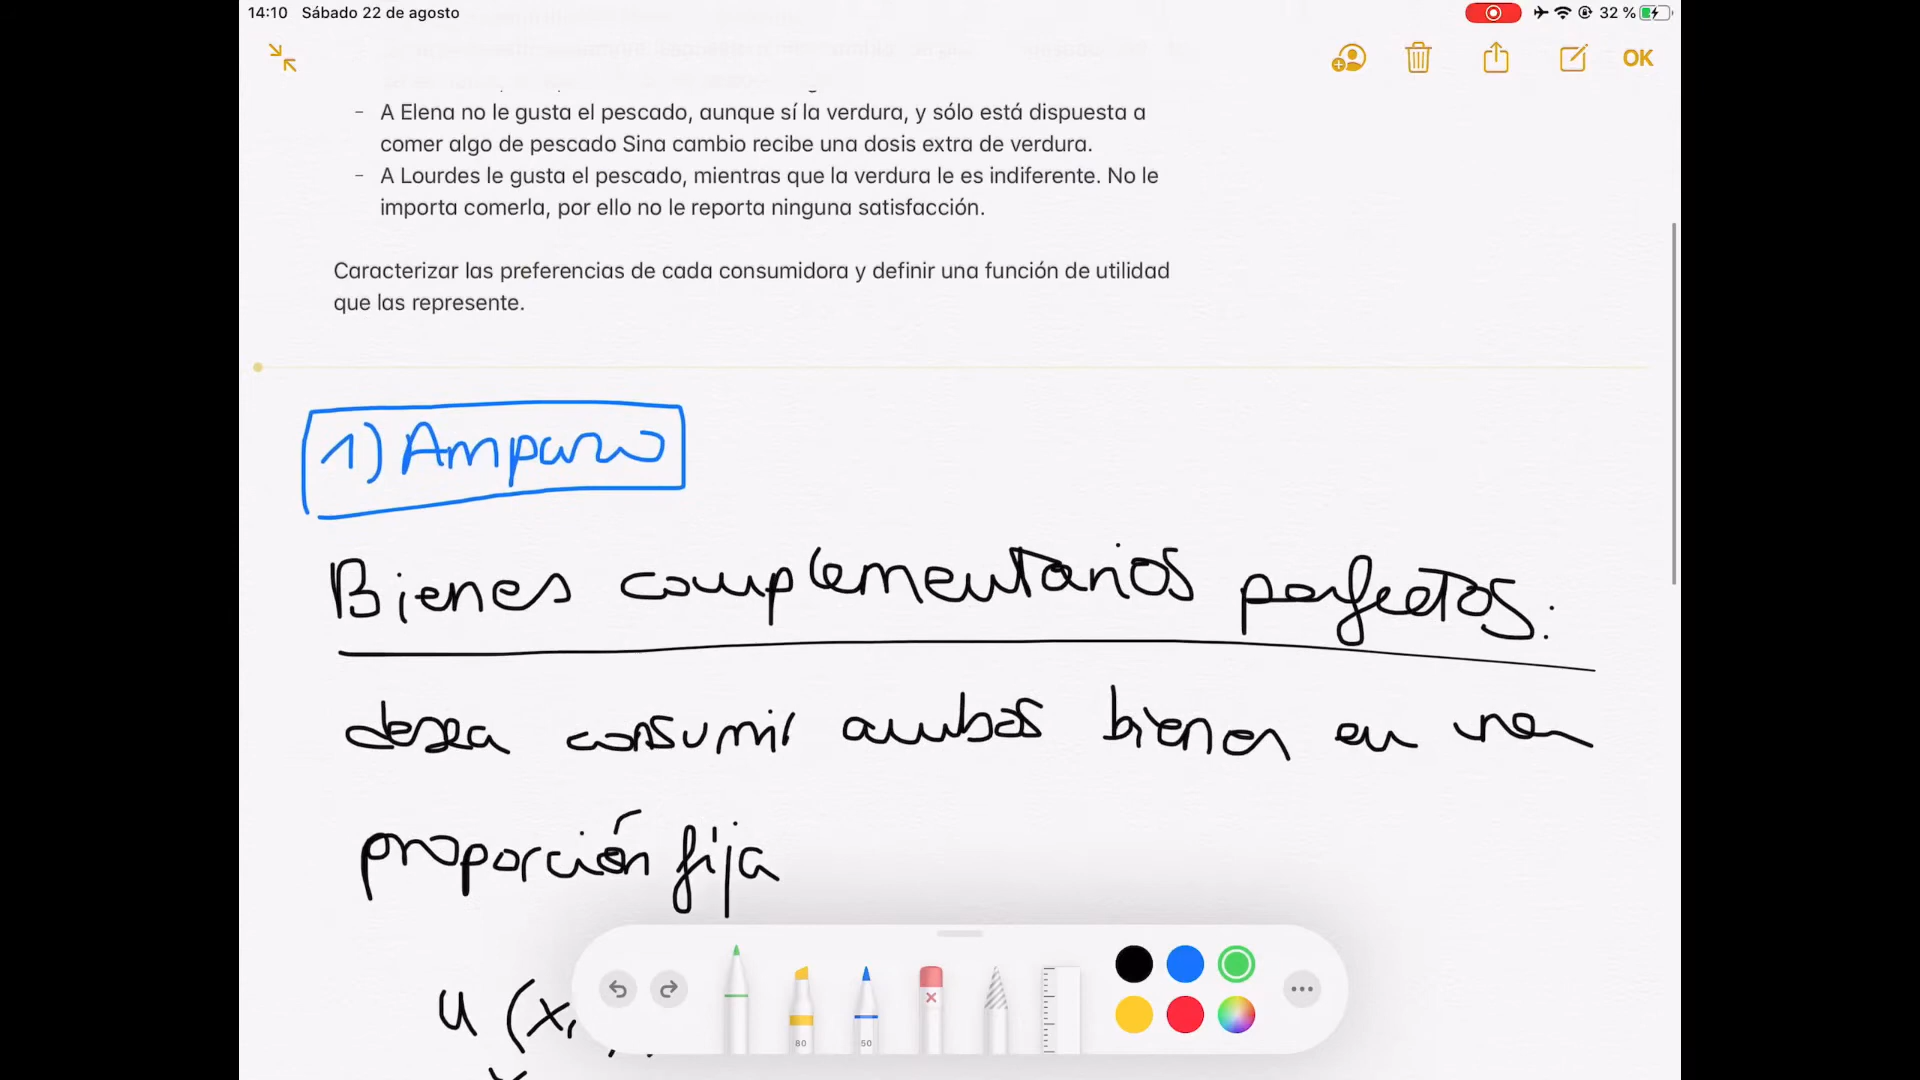 14:10 Sábado 22 de agosto
32 %
OK
- A Elena no le gusta el pescado, aunque sí la verdura, y sólo está dispuesta a
comer algo de pescado Sina cambio recibe una dosis extra de verdura.
- A Lourdes le gusta el pescado, mientras que la verdura le es indiferente. No le
importa comerla, por ello no le reporta ninguna satisfacción.
Caracterizar las preferencias de cada consumidora y definir una función de utilidad
que las represente.
1) Amparo
Bienes complementarios perfectos:
desea consumir ambos bienes en una
proporción fija
u (x,
80
50